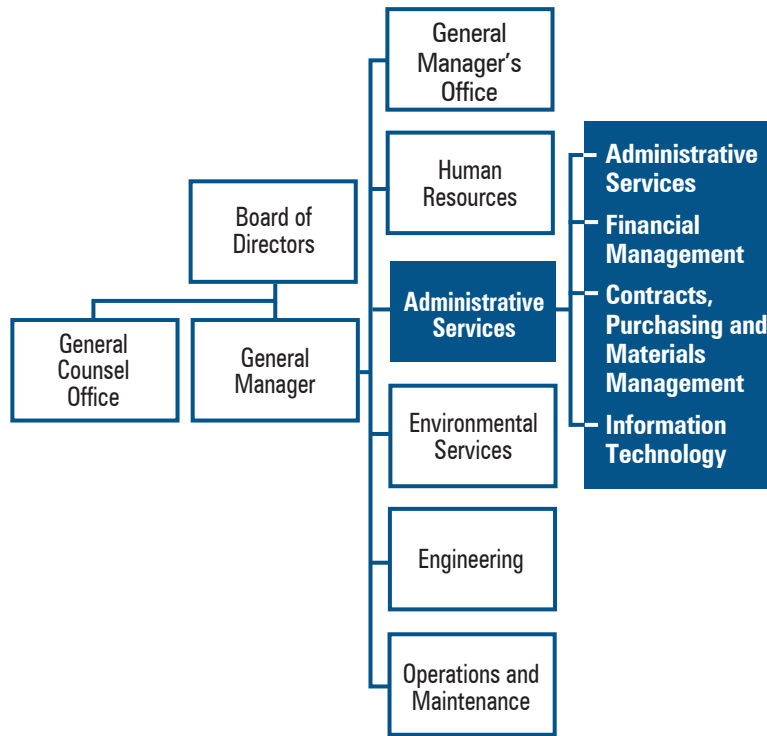 General
Manager's
Office
Human
Resources
Board of
Directors
General
Counsel
Office
General
Manager
Administrative
Services
Environmental
Services
Engineering
Operations and
Maintenance
Administrative
Services
Financial
Management
Contracts,
Purchasing and
Materials
Management
Information
Technology